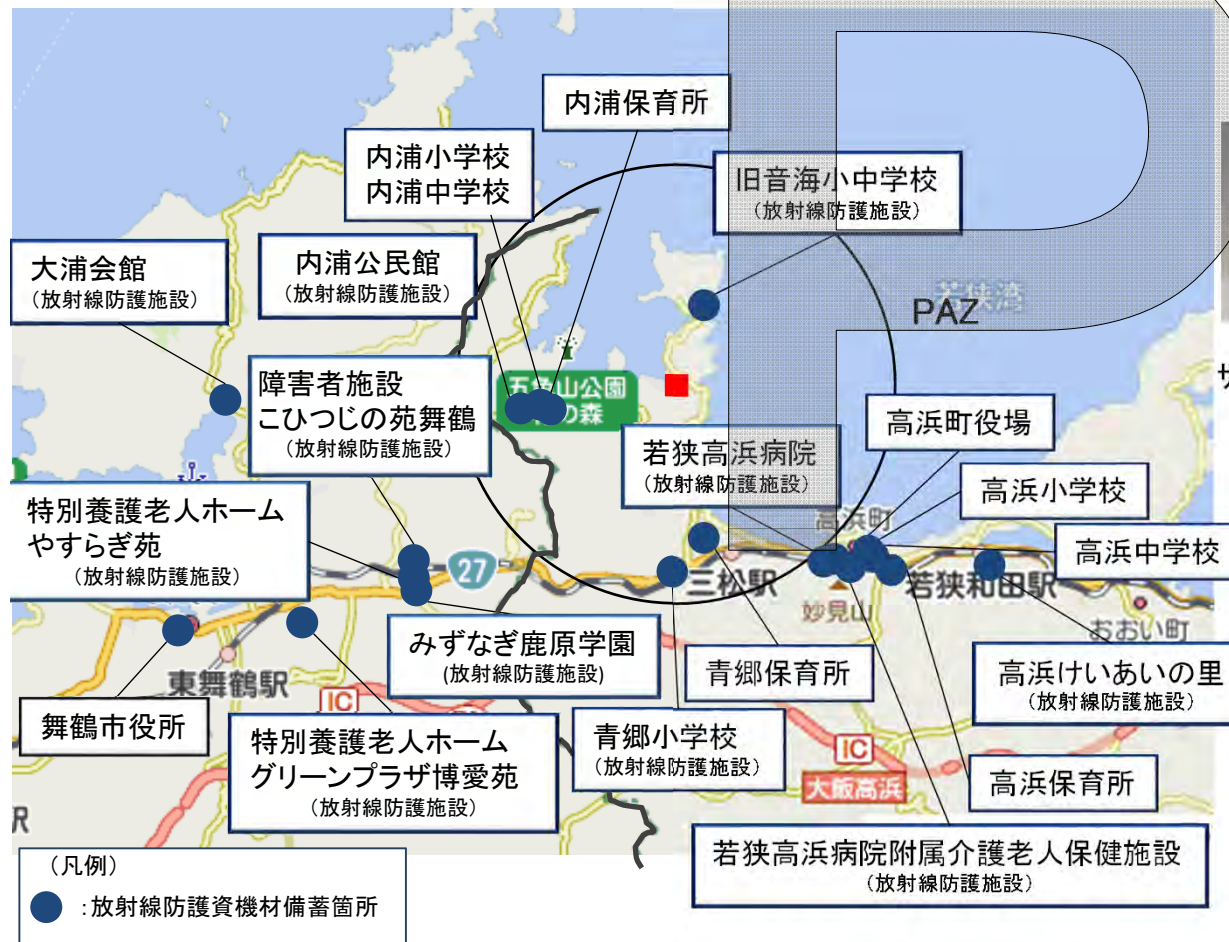 内浦保育所
内浦小学校
内浦中学校
旧音海小中学校
(放射線防護施設)
大浦会館
(放射線防護施設)
内浦公民館
(放射線防護施設)
若狭湾
PAZ
P
障害者施設
こひつじの苑舞鶴
(放射線防護施設)
山公園
の森
若狭高浜病院
(放射線防護施設)
高浜町役場
高浜小学校
高浜中学校
高浜町
特別養護老人ホーム
やすらぎ苑
(放射線防護施設)
27
三松駅
若狭和田駅
妙見山
おおい町
みずなぎ鹿原学園
(放射線防護施設)
青郷保育所
高浜けいあいの里
(放射線防護施設)
東舞鶴駅
IC
舞鶴市役所
特別養護老人ホーム
グリーンプラザ博愛苑
(放射線防護施設)
青郷小学校
(放射線防護施設)
IC
大飯高浜
高浜保育所
若狭高浜病院附属介護老人保健施設
(放射線防護施設)
(凡例)
:放射線防護資機材備蓄箇所